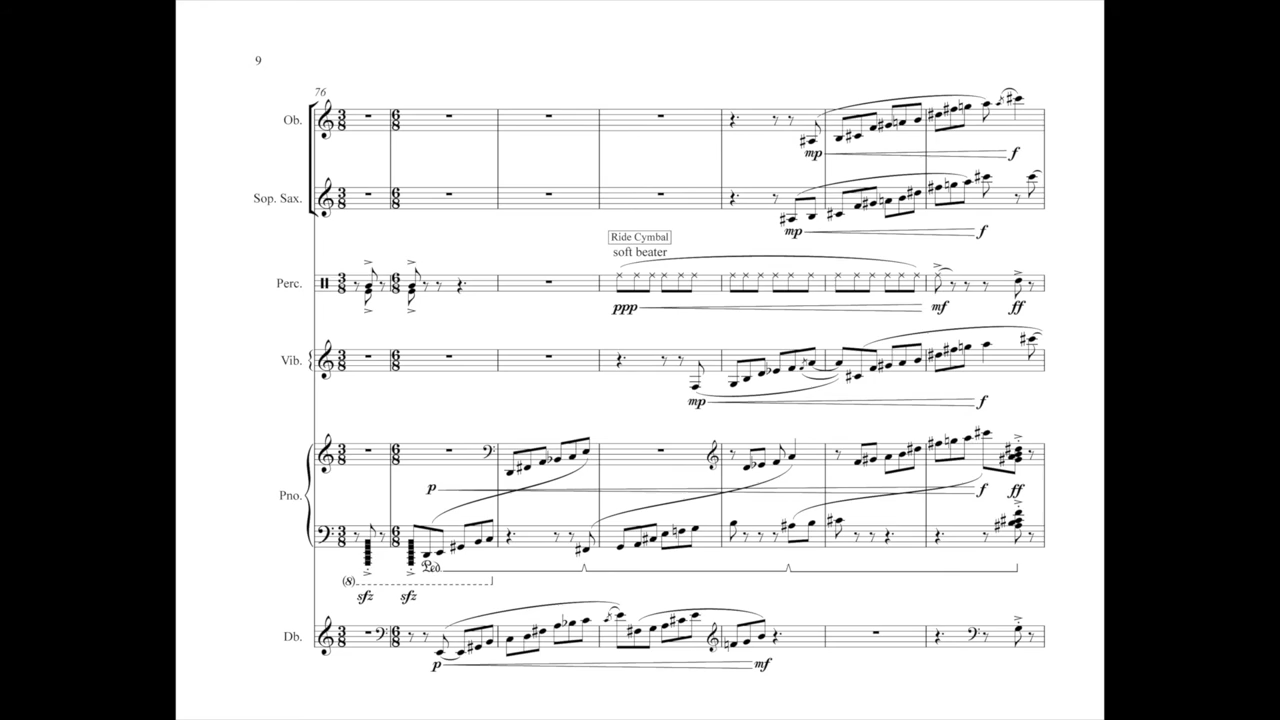 9
76
Ob.
mp
f
Sop. Sax.
mp
f
Ride Cymbal
soft beater
Perc.
ppp
mf
ff
Vib.
mp
f
p
f
ff
Pno.
Ped
(8)
sfz
sfz
Db.
p
mf